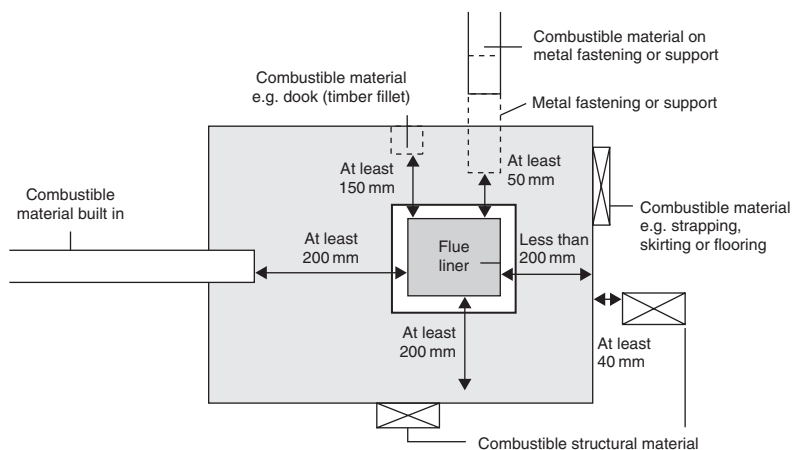 Combustible material on
metal fastening or support
Combustible material
e.g. dook (timber fillet)
Metal fastening or support
At least
150 mm
At least
50 mm
Combustible
material built in
Combustible material
e.g. strapping,
skirting or flooring
At least
200 mm
Flue
liner
Less than
200 mm
At least
200 mm
At least
40 mm
Combustible structural material